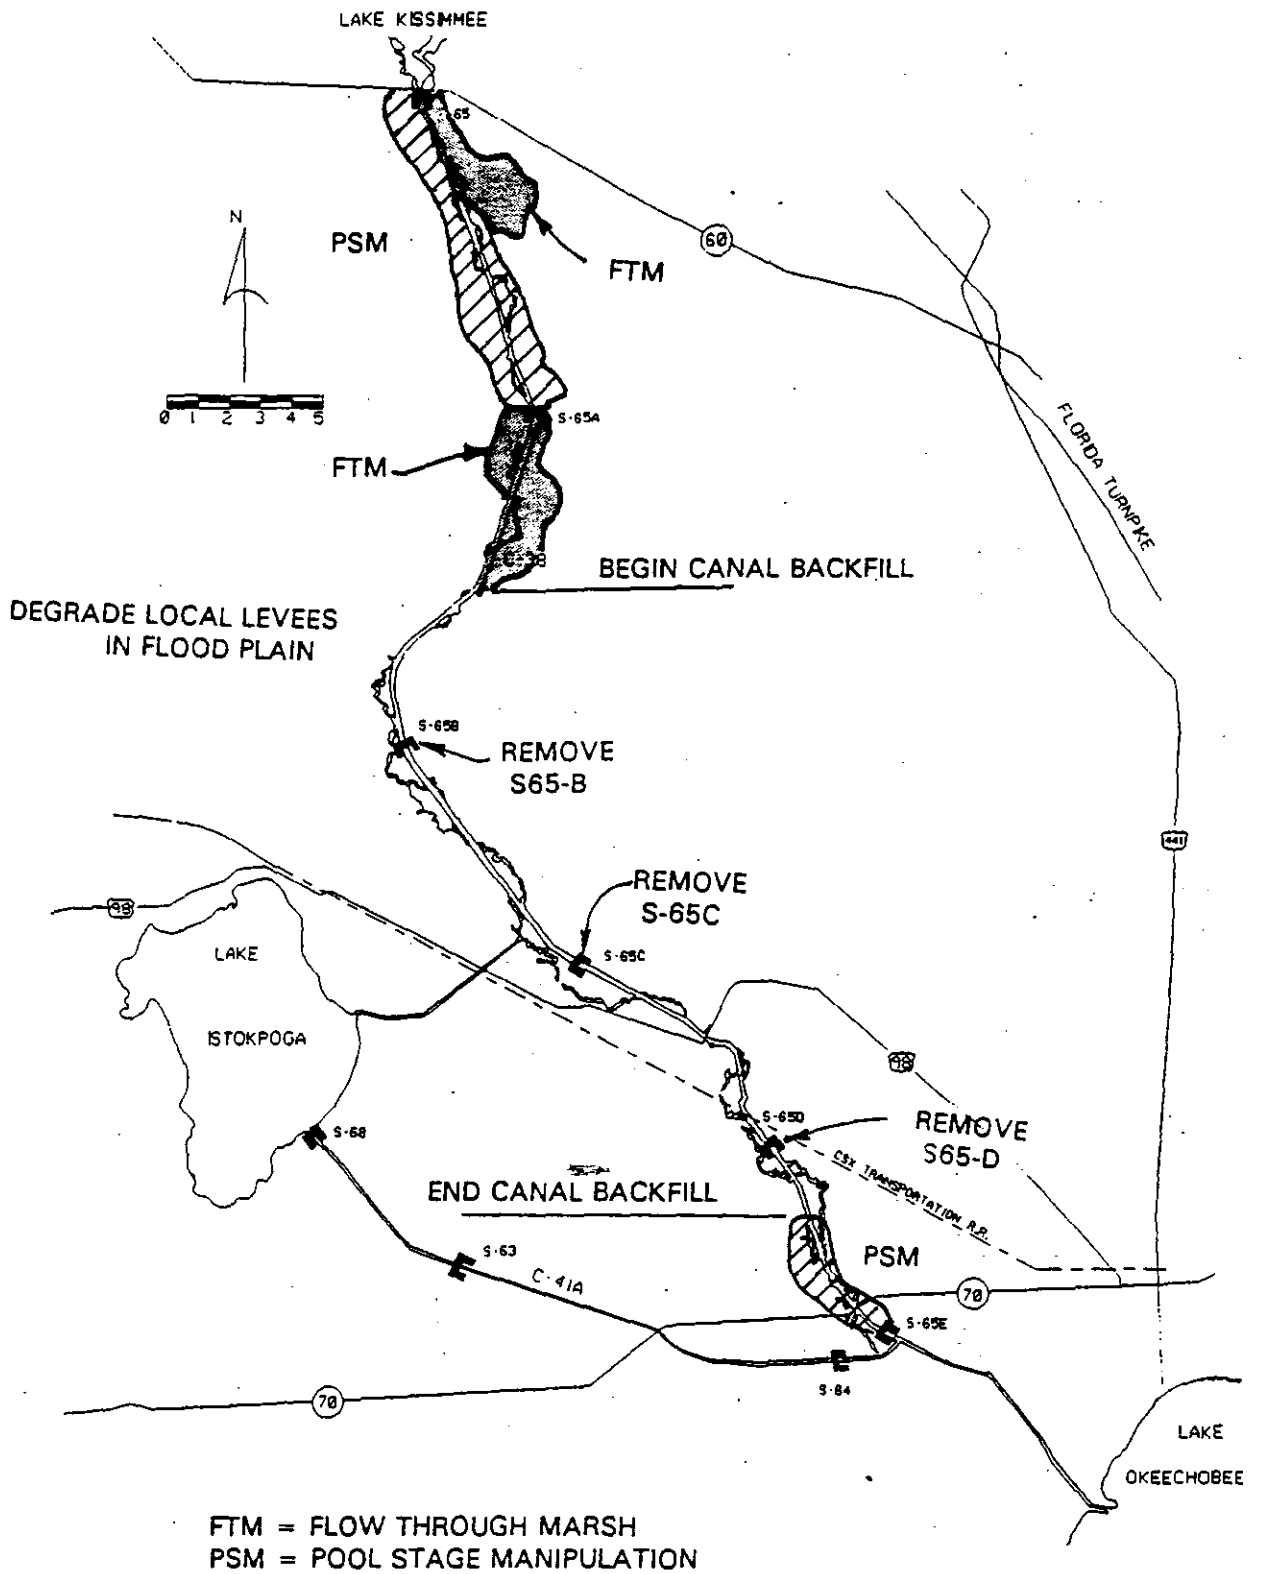 LAKE KISSIMMEE
65
N
PSM
60
FTM
0 1 2 3 4 5
S-65A
FLORIDA TURNPIKE
FTM
BEGIN CANAL BACKFILL
DEGRADE LOCAL LEVEES
IN FLOOD PLAIN
S-65B
REMOVE
S65-B
441
REMOVE
S-65C
98
LAKE
S-65C
ISTOKPOGA
98
S-65D
REMOVE
S65-D
S-68
CSX TRANSPORTATION R.R.
END CANAL BACKFILL
S-63
PSM
C-41A
70
S-65E
S-84
70
LAKE
OKEECHOBEE
FTM = FLOW THROUGH MARSH
PSM = POOL STAGE MANIPULATION